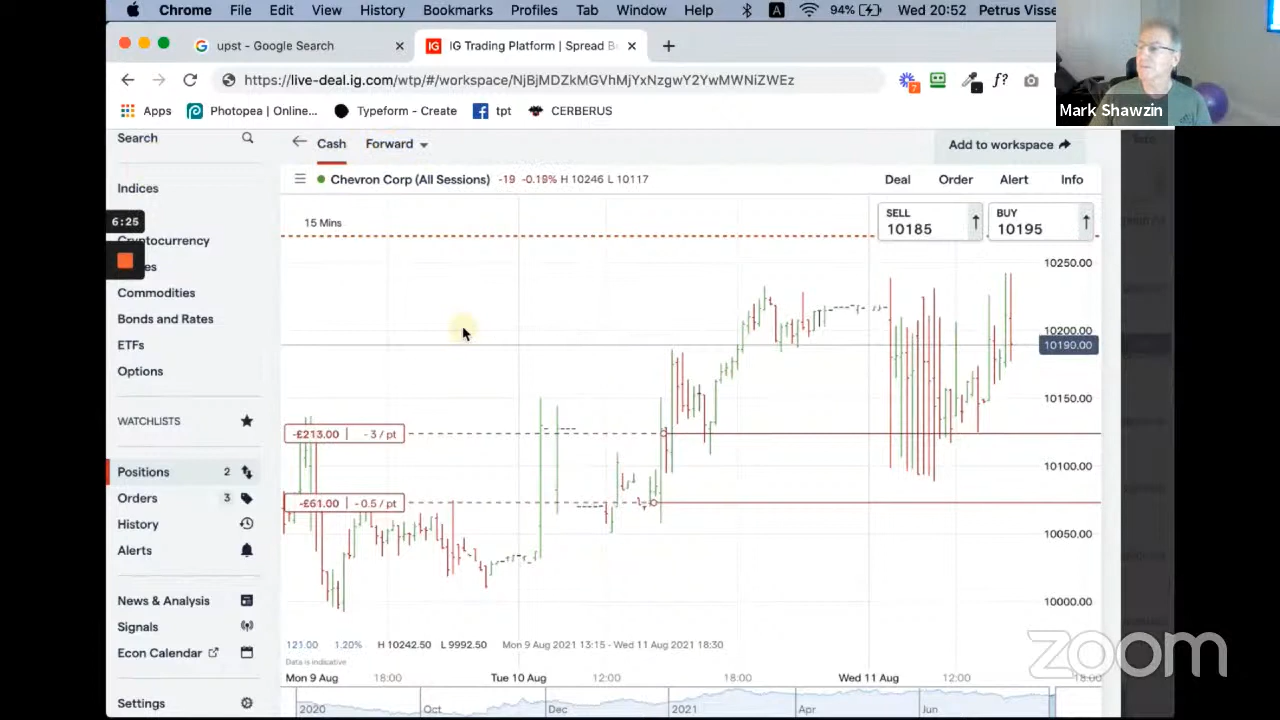 Chrome File Edit View History Bookmarks Profiles Tab Window Help A 94% Wed 20:52 Petrus Visse
upst - Google Search × IG IG Trading Platform | Spread B × +
https://live-deal.ig.com/wtp/#/workspace/NjBjMDZkMGVhMjYxNzgwY2YwMWNiZWEz 7 f?
Apps Photopea | Online... Typeform - Create tpt CERBERUS
Mark Shawzin
Search
Cash Forward Add to workspace
Chevron Corp (All Sessions) -19 -0.19% H 10246 L 10117 Deal Order Alert Info
Indices
6:25
15 Mins
SELL 10185
BUY 10195
Cryptocurrency
es
Commodities
Bonds and Rates
ETFs
Options
WATCHLISTS
Positions 2
Orders 3
History
Alerts
News & Analysis
Signals
Econ Calendar
Settings
10250.00
10200.00
10190.00
10150.00
-£213.00 | -3 / pt
10100.00
-£61.00 | -0.5 / pt
10050.00
10000.00
121.00 1.20% H 10242.50 L 9992.50 Mon 9 Aug 2021 13:15 - Wed 11 Aug 2021 18:30
Data is indicative
Mon 9 Aug 18:00 Tue 10 Aug 12:00 18:00 Wed 11 Aug 12:00 18:00
2020 Oct Dec 2021 Apr Jun
zoom